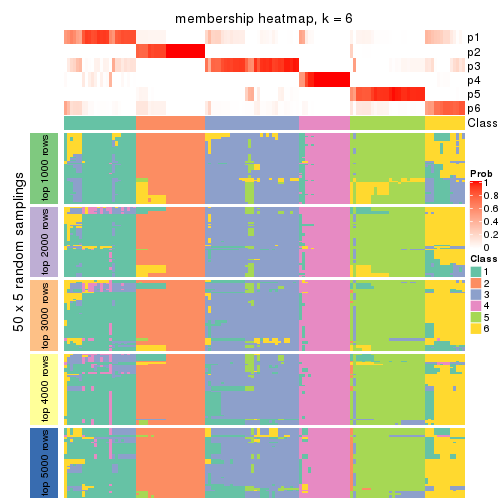 membership heatmap, k = 6
p1
p2
p3
p4
p5
p6
Class
50 x 5 random samplings
top 1000 rows
top 2000 rows
top 3000 rows
top 4000 rows
top 5000 rows
Prob
1
0.8
0.6
0.4
0.2
0
Class
1
2
3
4
5
6